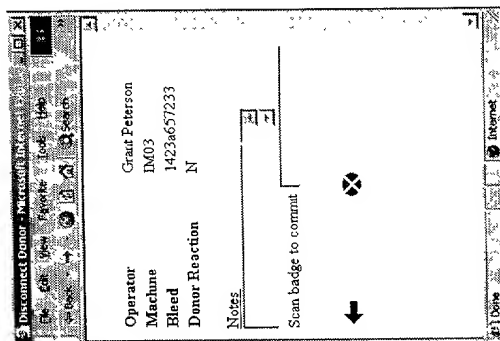 Disconnect Donor - Microsoft Internet
File Edit View Favorites Tools Help
Back Search
Operator Grant Peterson
Machine IM03
Bleed 1423a657233
Donor Reaction N
Notes
Scan badge to commit
Done Internet